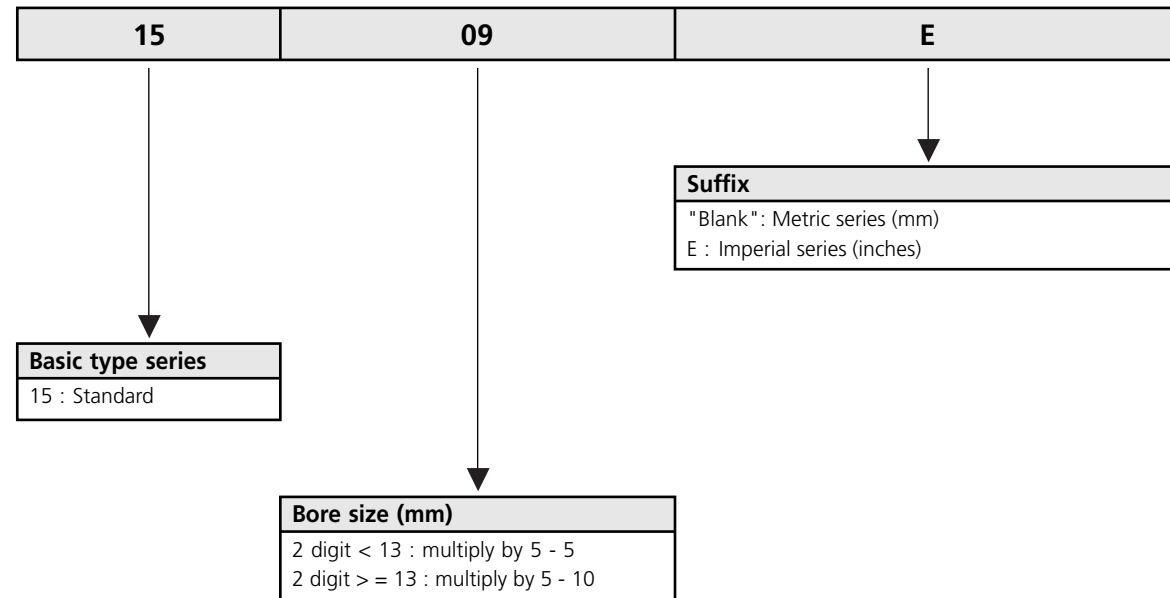 15 09 E
Suffix
"Blank": Metric series (mm)
E : Imperial series (inches)
Basic type series
15 : Standard
Bore size (mm)
2 digit < 13 : multiply by 5 - 5
2 digit > = 13 : multiply by 5 - 10